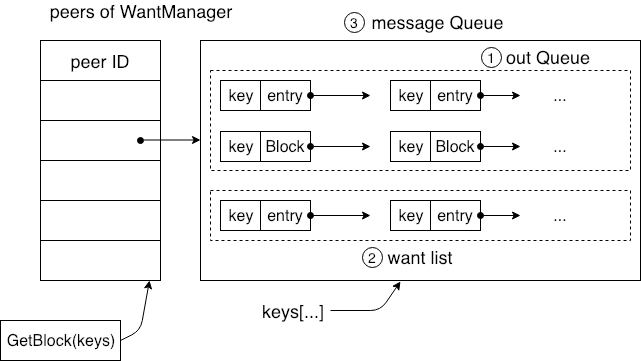 peers of WantManager
③ message Queue
peer ID
① out Queue
key entry key entry ...
key Block key Block ...
key entry key entry ...
② want list
keys[...]
GetBlock(keys)